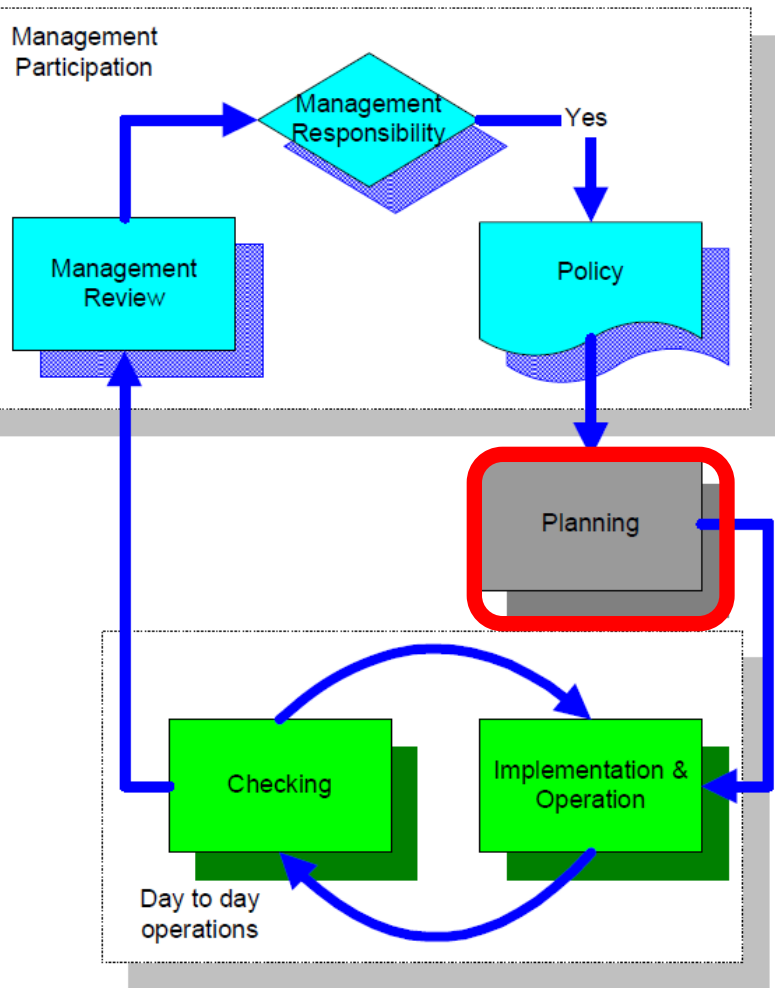 Management
Participation
Management
Responsibility
Yes
Management
Review
Policy
Planning
Checking
Implementation &
Operation
Day to day
operations